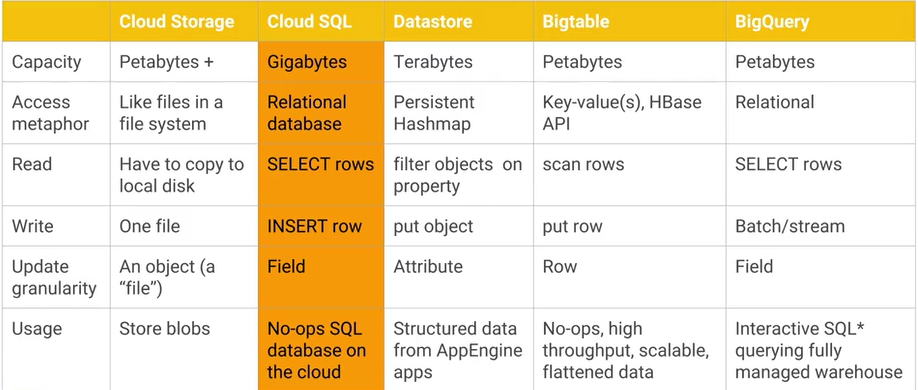 Cloud Storage Cloud SQL Datastore Bigtable BigQuery
Capacity Petabytes + Gigabytes Terabytes Petabytes Petabytes
Access metaphor
Like files in a file system
Relational database
Persistent Hashmap
Key-value(s), HBase API
Relational
Read
Have to copy to local disk
SELECT rows
filter objects on property
scan rows
SELECT rows
Write One file INSERT row put object put row Batch/stream
Update granularity
An object (a “file”)
Field
Attribute
Row
Field
Usage
Store blobs
No-ops SQL database on the cloud
Structured data from AppEngine apps
No-ops, high throughput, scalable, flattened data
Interactive SQL* querying fully managed warehouse